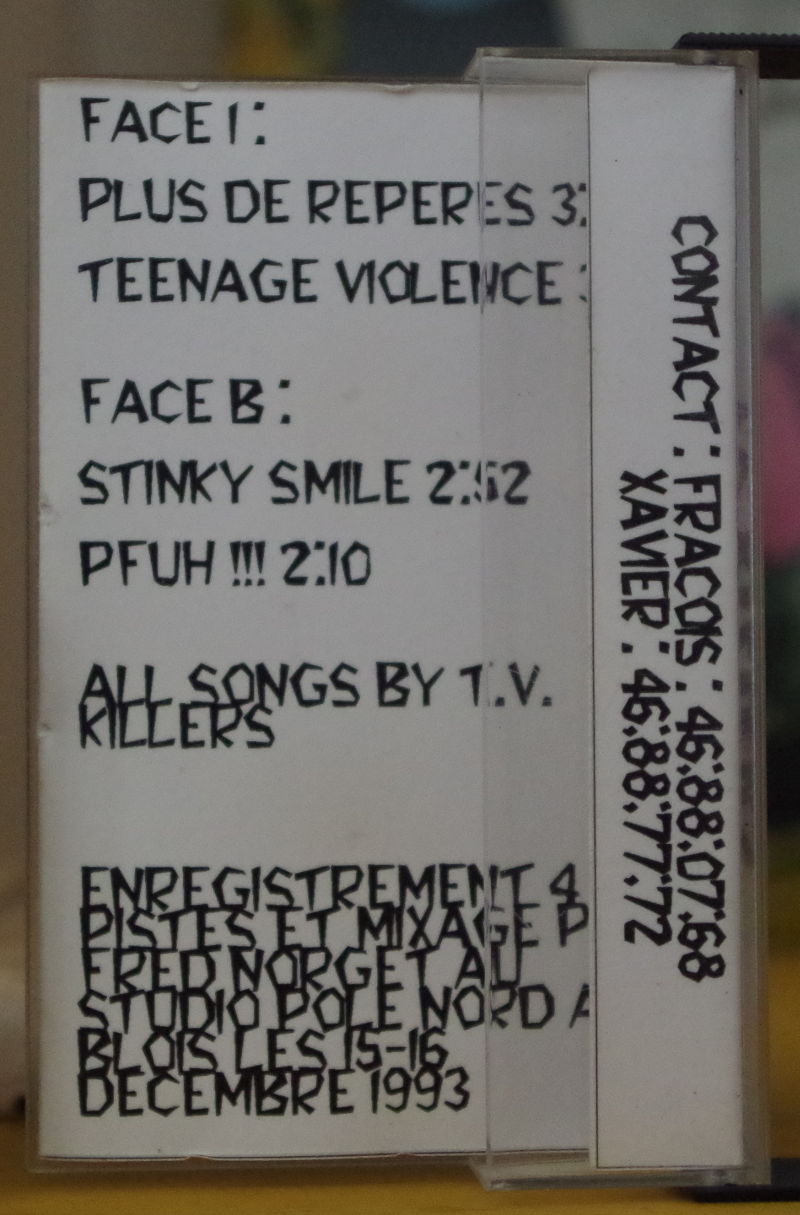 FACE 1:
PLUS DE REPERES 3:
TEENAGE VIOLENCE
FACE B:
STINKY SMILE 2:52
PFUH !!! 2:10
ALL SONGS BY T.V.
KILLERS
ENREGISTREMENT 4
PISTES ET MIXAGE P
FRED NORGET AU
STUDIO POLE NORD A
BLOIS LES 15-16
DECEMBRE 1993
CONTACT: FRACOIS: 46.88.07.68
XAVIER: 46.88.77.72